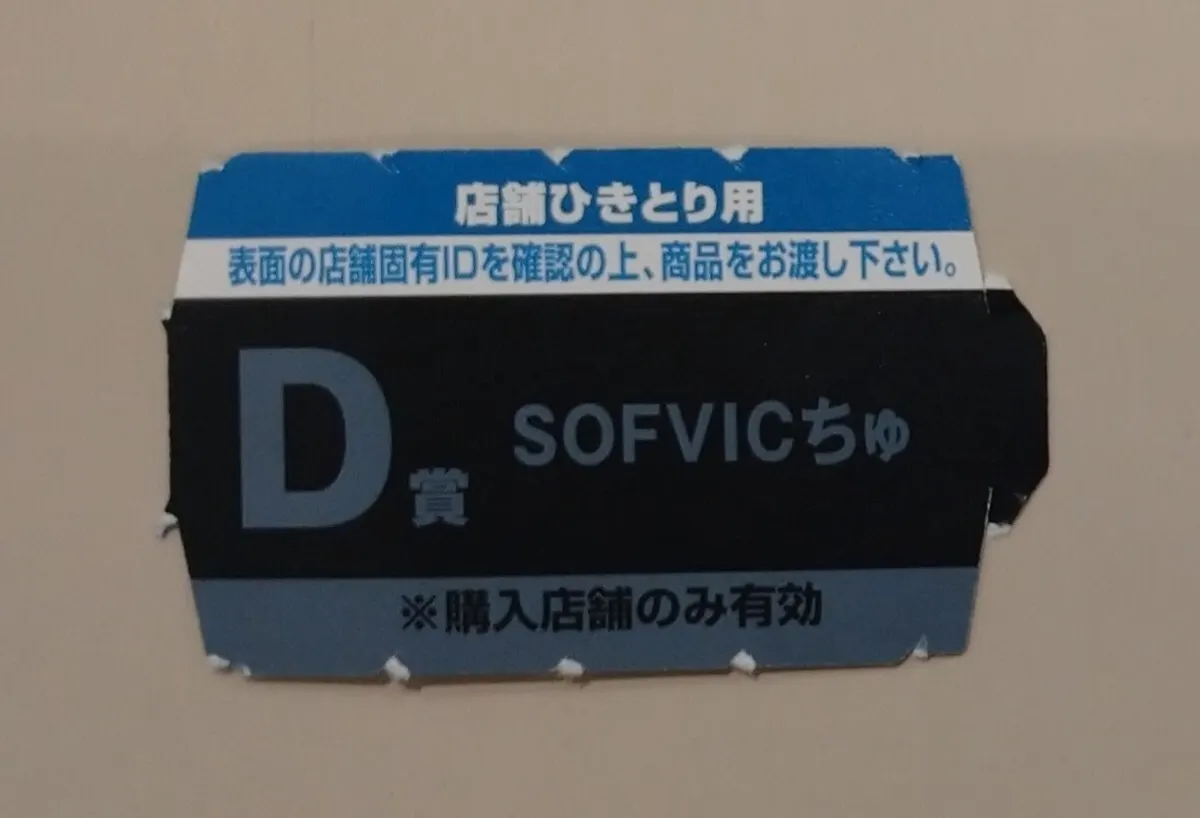 店舗ひきとり用
表面の店舗固有IDを確認の上、商品をお渡し下さい。
D賞 SOFVICちゅ
※購入店舗のみ有効